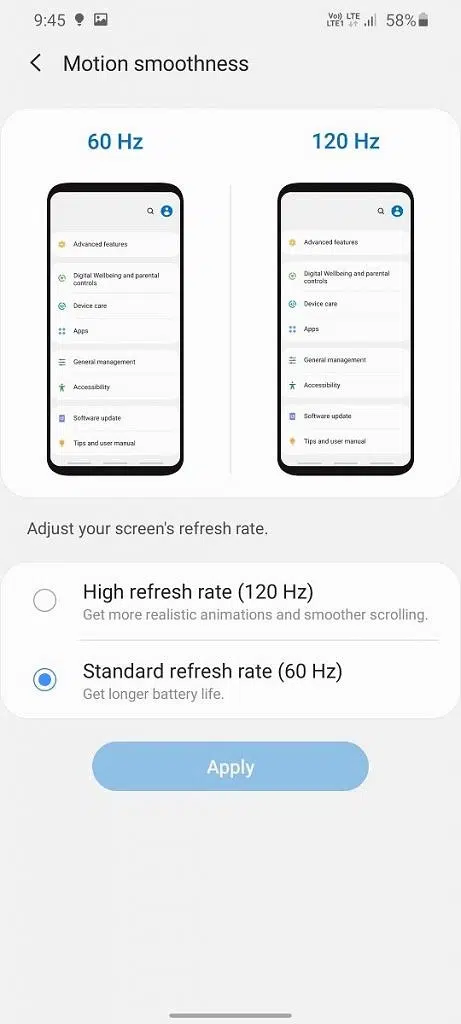 9:45
Vo)) LTE
LTE1
58%
Motion smoothness
60 Hz
120 Hz
Advanced features
Digital Wellbeing and parental
controls
Device care
Apps
General management
Accessibility
Software update
Tips and user manual
Advanced features
Digital Wellbeing and parental
controls
Device care
Apps
General management
Accessibility
Software update
Tips and user manual
Adjust your screen's refresh rate.
High refresh rate (120 Hz)
Get more realistic animations and smoother scrolling.
Standard refresh rate (60 Hz)
Get longer battery life.
Apply